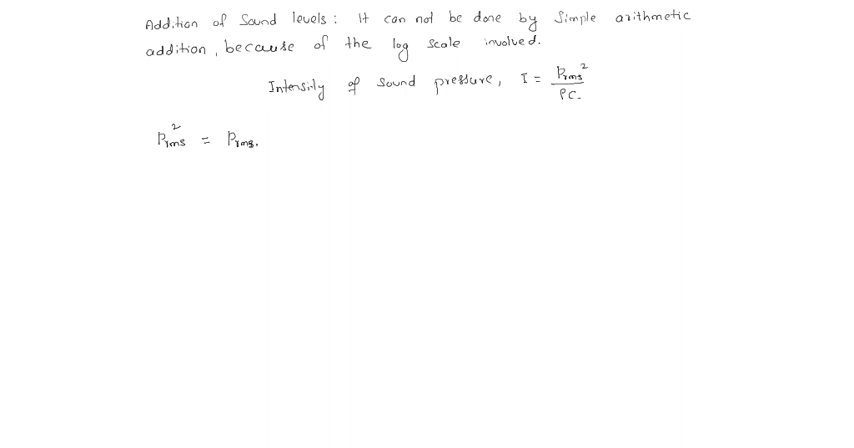 Addition of Sound levels: It can not be done by Simple arithmetic
addition, because of the log scale involved.
Intensity of sound pressure, I = Prms² / ρc.
P²rms = Prms.